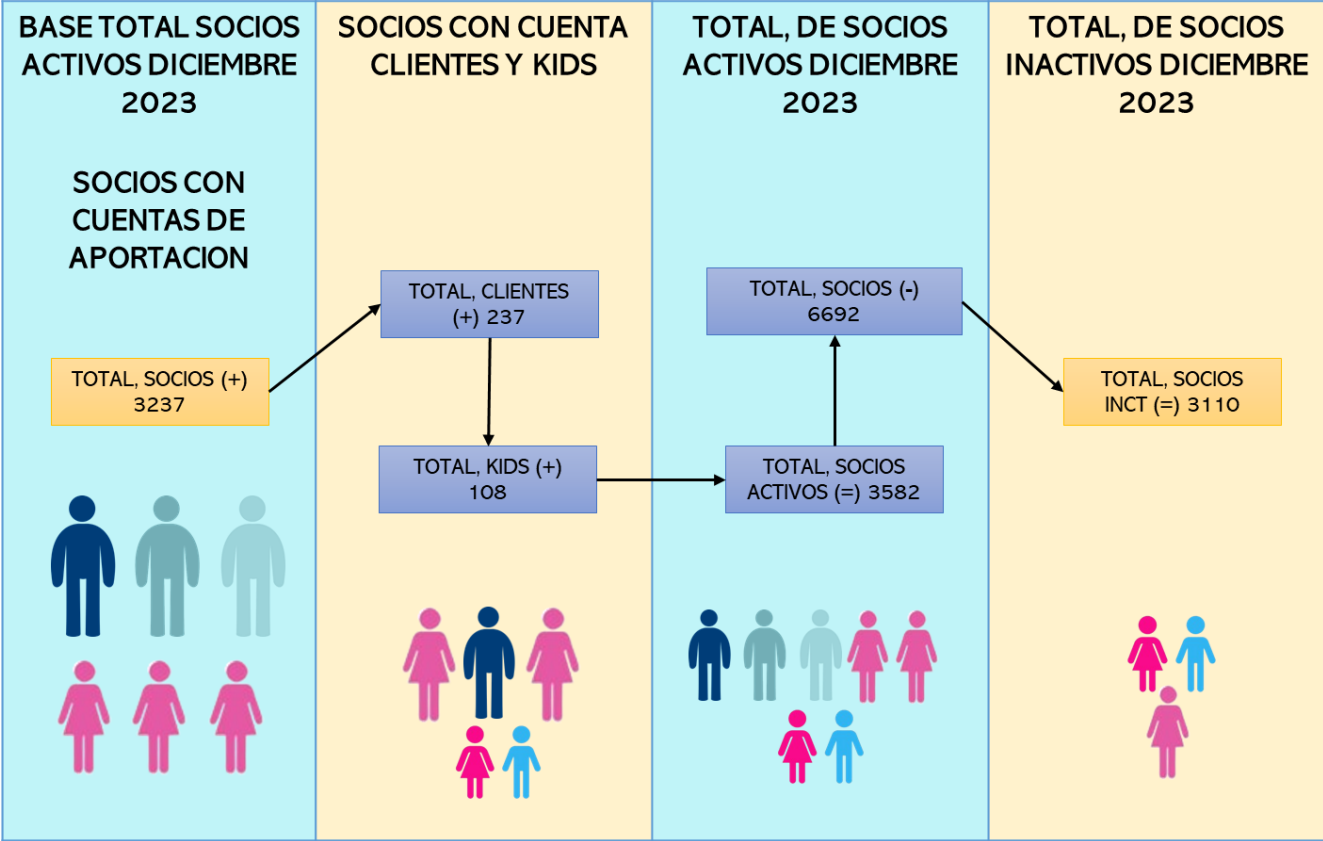 BASE TOTAL SOCIOS
ACTIVOS DICIEMBRE
2023
SOCIOS CON
CUENTAS DE
APORTACION
TOTAL, SOCIOS (+)
3237
SOCIOS CON CUENTA
CLIENTES Y KIDS
TOTAL, CLIENTES
(+) 237
TOTAL, KIDS (+)
108
TOTAL, DE SOCIOS
ACTIVOS DICIEMBRE
2023
TOTAL, SOCIOS (-)
6692
TOTAL, SOCIOS
ACTIVOS (=) 3582
TOTAL, DE SOCIOS
INACTIVOS DICIEMBRE
2023
TOTAL, SOCIOS
INCT (=) 3110